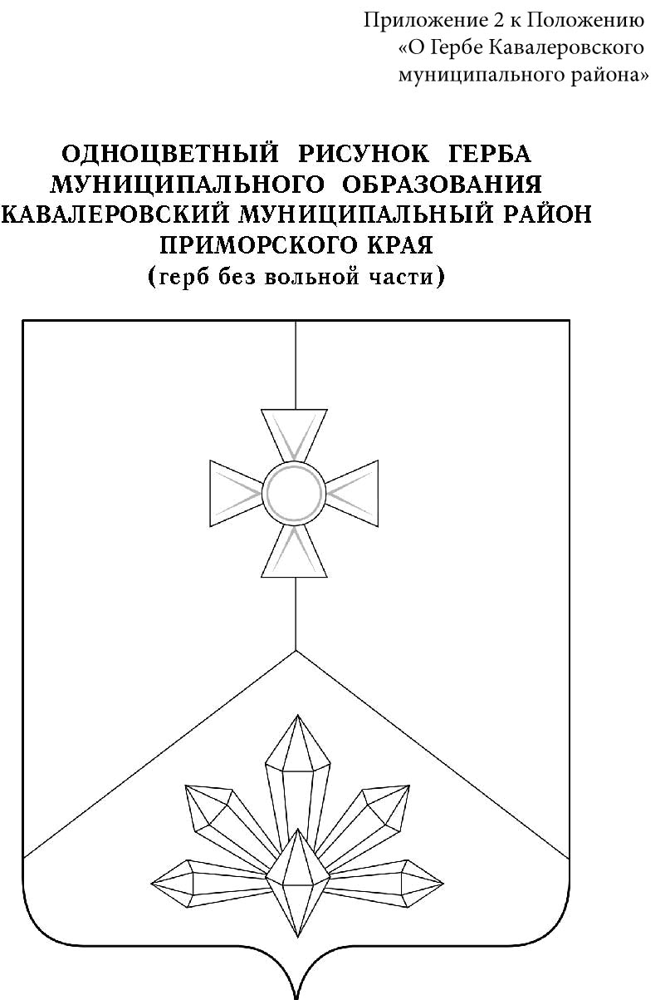 Приложение 2 к Положению
«О Гербе Кавалеровского
муниципального района»
ОДНОЦВЕТНЫЙ РИСУНОК ГЕРБА
МУНИЦИПАЛЬНОГО ОБРАЗОВАНИЯ
КАВАЛЕРОВСКИЙ МУНИЦИПАЛЬНЫЙ РАЙОН
ПРИМОРСКОГО КРАЯ
(герб без вольной части)